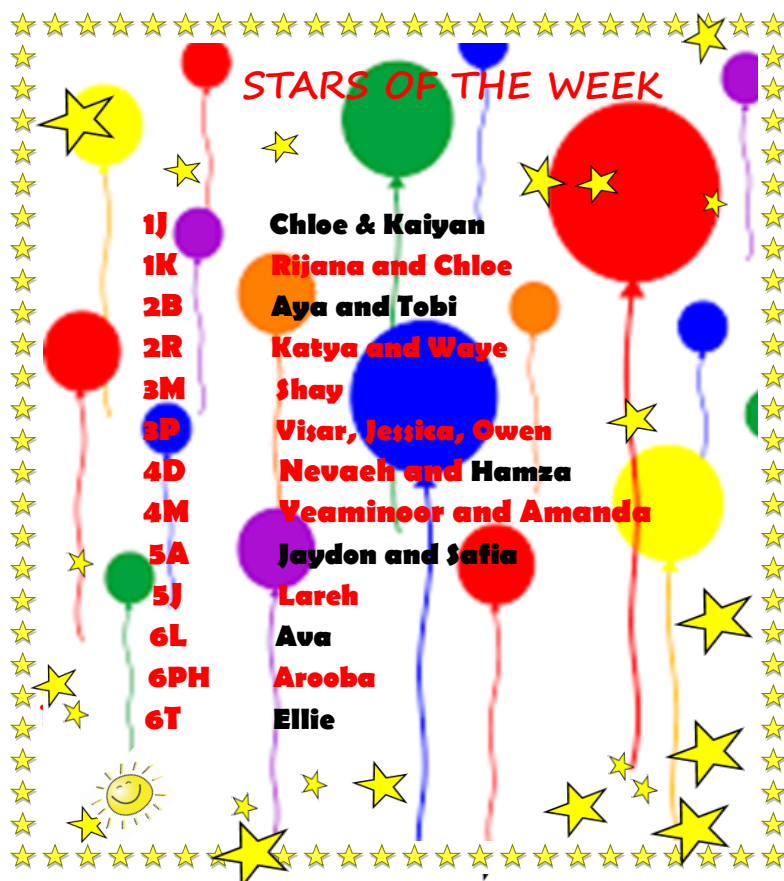 STARS OF THE WEEK
1J Chloe & Kaiyan
1K Rijana and Chloe
2B Aya and Tobi
2R Katya and Waye
3M Shay
3P Visar, Jessica, Owen
4D Nevaeh and Hamza
4M Yeaminoor and Amanda
5A Jaydon and Safia
5J Lareh
6L Ava
6PH Arooba
6T Ellie